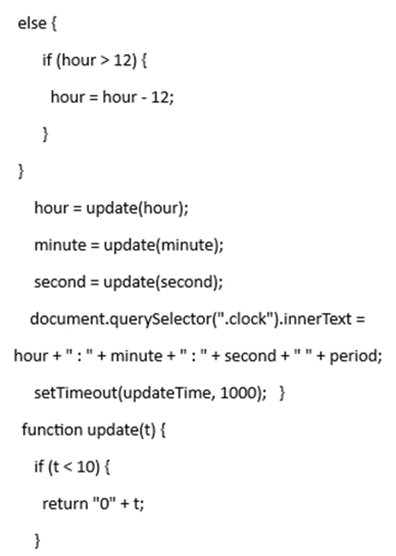 else {
if (hour > 12) {
hour = hour - 12;
}
}
hour = update(hour);
minute = update(minute);
second = update(second);
document.querySelector(".clock").innerText =
hour + " : " + minute + " : " + second + " " + period;
setTimeout(updateTime, 1000); }
function update(t) {
if (t < 10) {
return "0" + t;
}